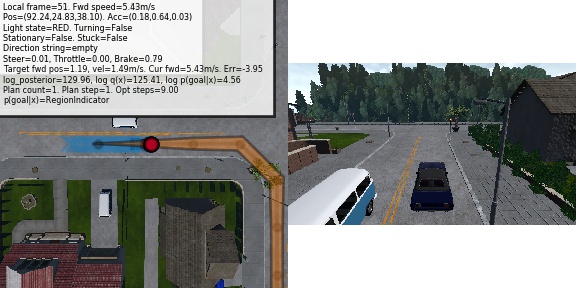 Local frame=51. Fwd speed=5.43m/s
Pos=(92.24,24.83,38.10). Acc=(0.18,0.64,0.03)
Light state=RED. Turning=False
Stationary=False. Stuck=False
Direction string=empty
Steer=0.01, Throttle=0.00, Brake=0.79
Target fwd pos=1.19, vel=1.49m/s. Cur fwd=5.43m/s. Err=-3.95
log_posterior=129.96, log q(x)=125.41, log p(goal|x)=4.56
Plan count=1. Plan step=1. Opt steps=9.00
p(goal|x)=RegionIndicator